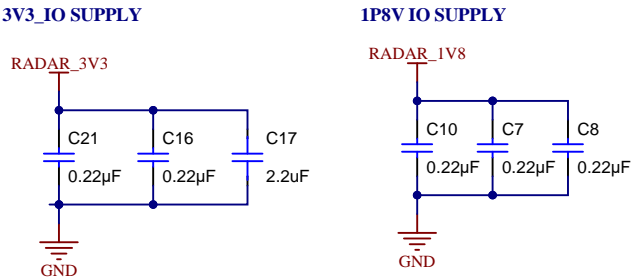 3V3_IO SUPPLY
1P8V IO SUPPLY
RADAR_3V3
RADAR_1V8
C21
C16
C17
0.22µF
0.22µF
2.2uF
C10
C7
C8
0.22µF
0.22µF
0.22µF
GND
GND